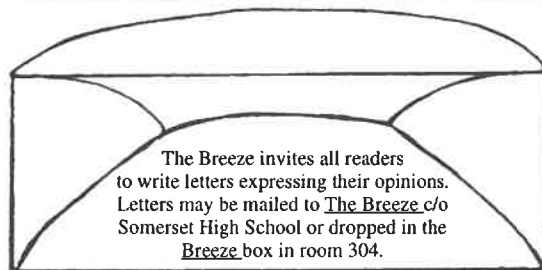 The Breeze invites all readers
to write letters expressing their opinions.
Letters may be mailed to The Breeze c/o
Somerset High School or dropped in the
Breeze box in room 304.